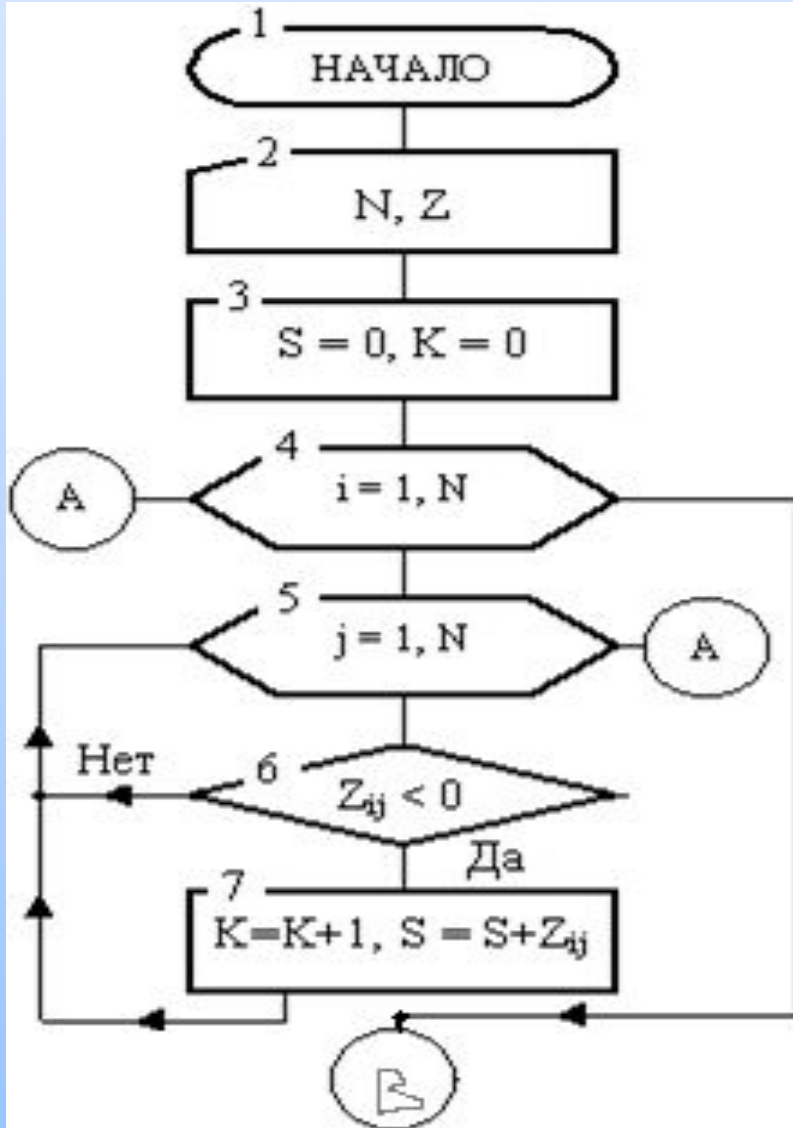 1
НАЧАЛО
2
N, Z
3
S = 0, K = 0
4
A
i = 1, N
5
j = 1, N
A
Нет
6
Zij < 0
Да
7
K=K+1, S = S+Zij